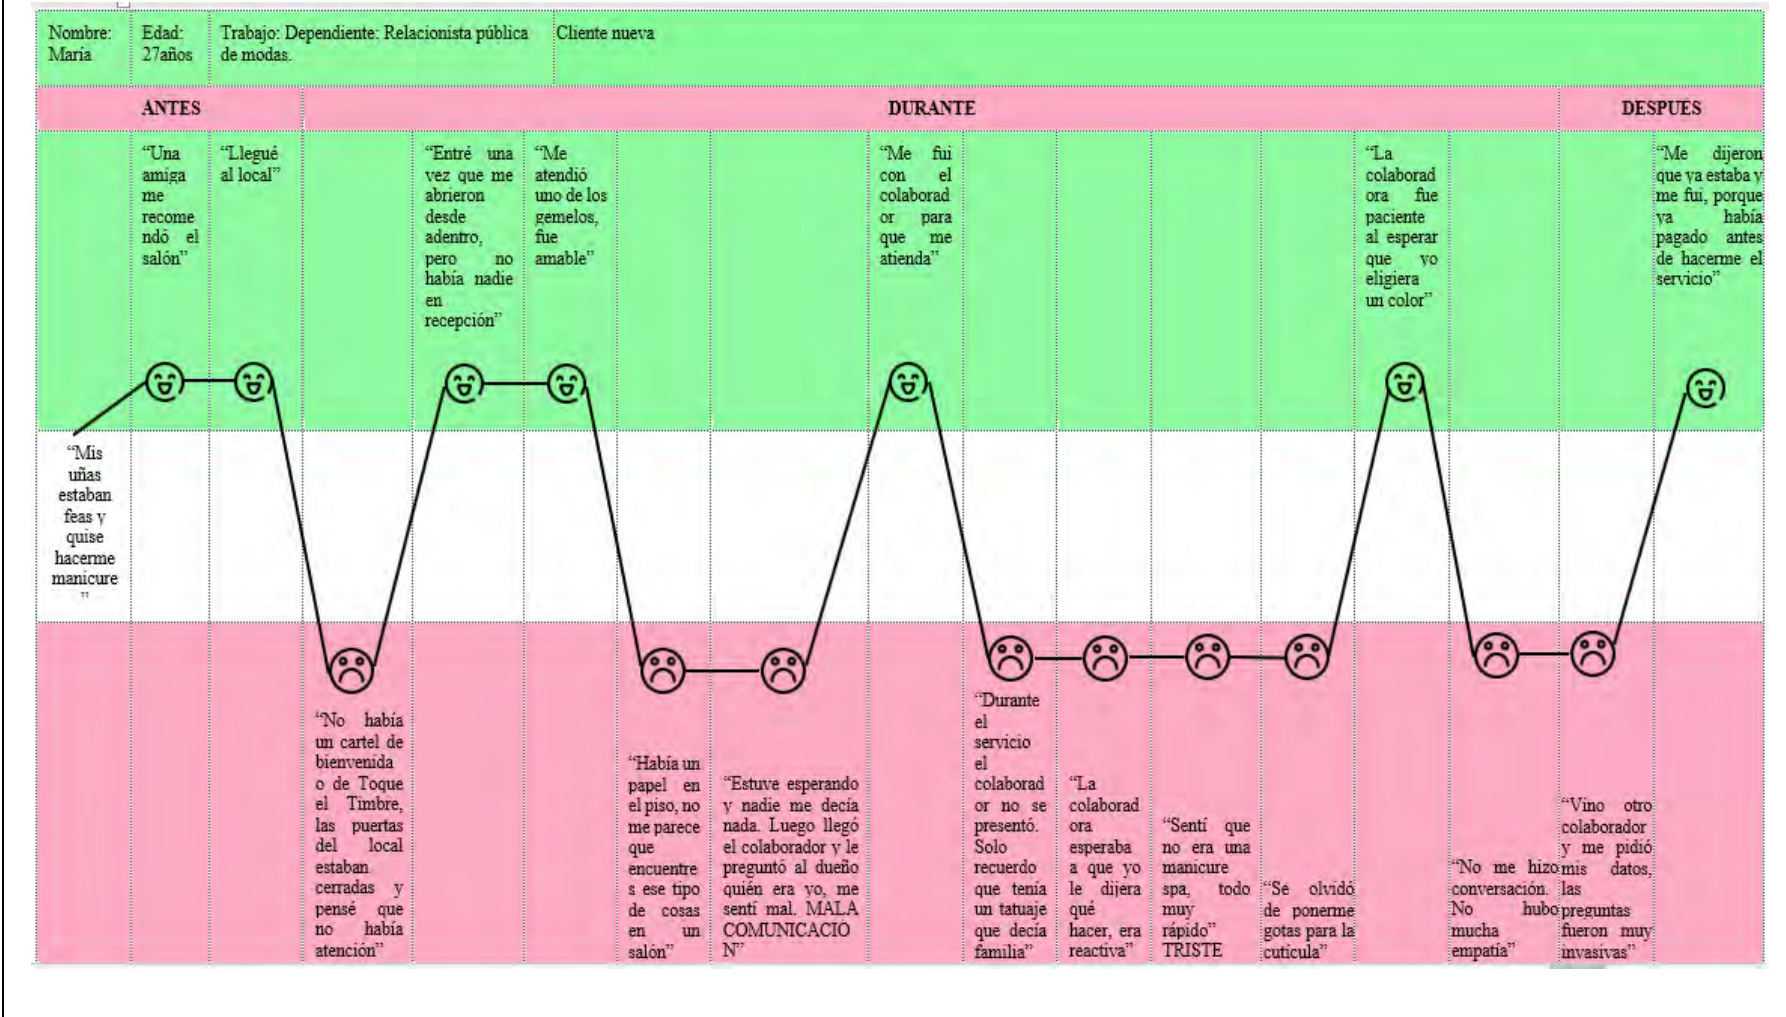 Nombre:
María
Edad:
27años
Trabajo: Dependiente: Relacionista pública
de modas.
Cliente nueva
ANTES
DURANTE
DESPUÉS
“Mis
uñas
estaban
feas y
quise
hacerme
manicure
”
“Una
amiga
me
recome
ndó el
salón”
“Llegué
al local”
“No había
un cartel de
bienvenida
o de Toque
el Timbre,
las puertas
del local
estaban
cerradas y
pensé que
no había
atención”
“Entré una
vez que me
abrieron
desde
adentro,
pero no
había nadie
en
recepción”
“Me
atendió
uno de los
gemelos,
fue
amable”
“Había un
papel en
el piso, no
me parece
que
encuentre
s ese tipo
de cosas
en un
salón”
“Estuve esperando
y nadie me decía
nada. Luego llegó
el colaborador y le
preguntó al dueño
quién era yo, me
sentí mal. MALA
COMUNICACIÓ
N”
“Me fui
con el
colaborad
or para
que me
atienda”
“Durante
el
servicio
el
colaborad
or no se
presentó.
Solo
recuerdo
que tenía
un tatuaje
que decía
familia”
“La
colaborad
ora
esperaba
a que yo
le dijera
qué
hacer, era
reactiva”
“Sentí que
no era una
manicure
spa, todo
muy
rápido”
TRISTE
“Se olvidó
de ponerme
gotas para la
cutícula”
“La
colaborad
ora fue
paciente
al esperar
que yo
eligiera
un color”
“No me hizo
conversación.
No hubo
mucha
empatía”
“Vino otro
colaborador
y me pidió
mis datos,
las
preguntas
fueron muy
invasivas”
“Me dijeron
que ya estaba y
me fui, porque
ya había
pagado antes
de hacerme el
servicio”